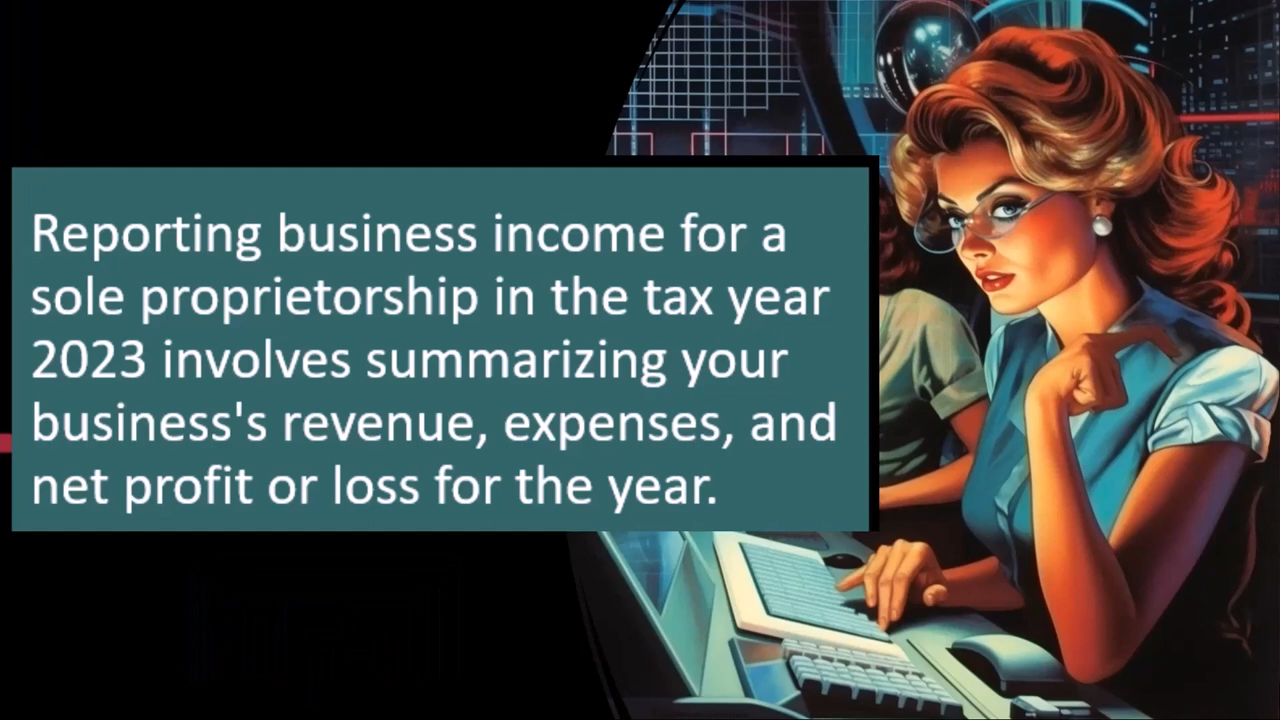 Reporting business income for a
sole proprietorship in the tax year
2023 involves summarizing your
business's revenue, expenses, and
net profit or loss for the year.